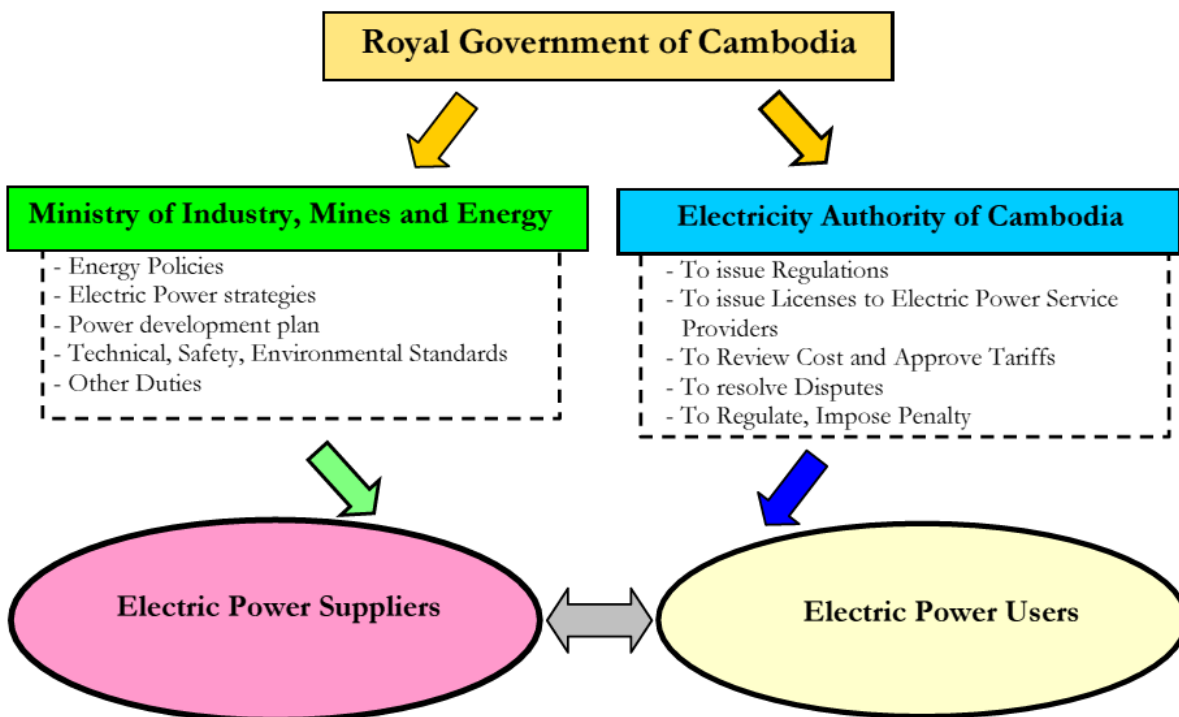 Royal Government of Cambodia
Ministry of Industry, Mines and Energy
- Energy Policies
- Electric Power strategies
- Power development plan
- Technical, Safety, Environmental Standards
- Other Duties
Electricity Authority of Cambodia
- To issue Regulations
- To issue Licenses to Electric Power Service
Providers
- To Review Cost and Approve Tariffs
- To resolve Disputes
- To Regulate, Impose Penalty
Electric Power Suppliers
Electric Power Users